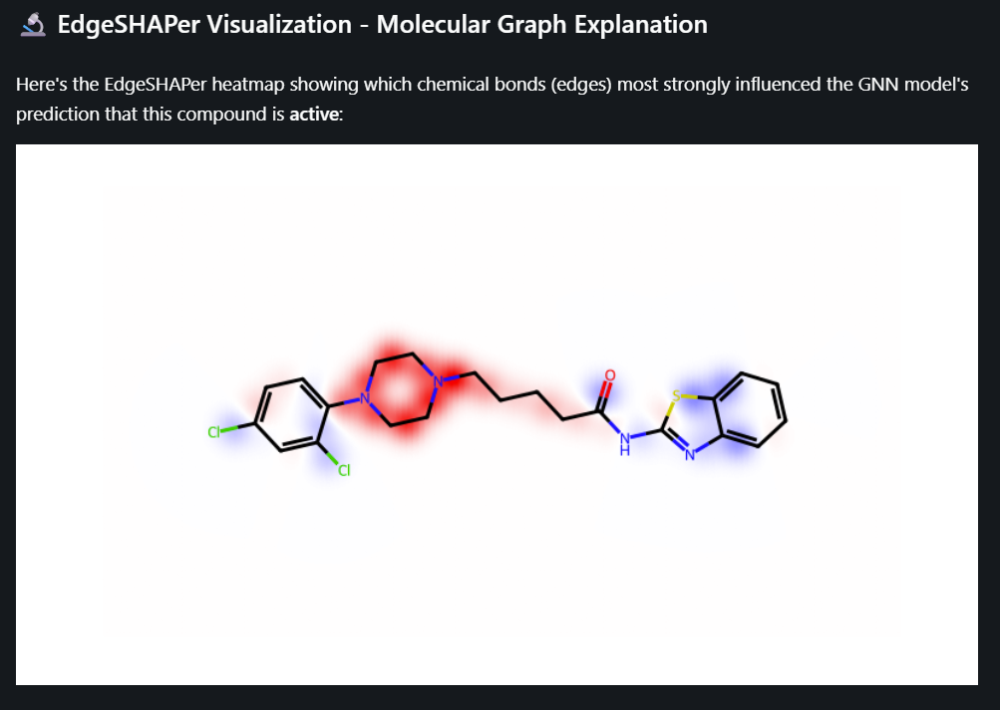 🔬 EdgeSHAPer Visualization - Molecular Graph Explanation
Here's the EdgeSHAPer heatmap showing which chemical bonds (edges) most strongly influenced the GNN model's
prediction that this compound is active:
O
N
S
N
Cl
N
H
N
Cl